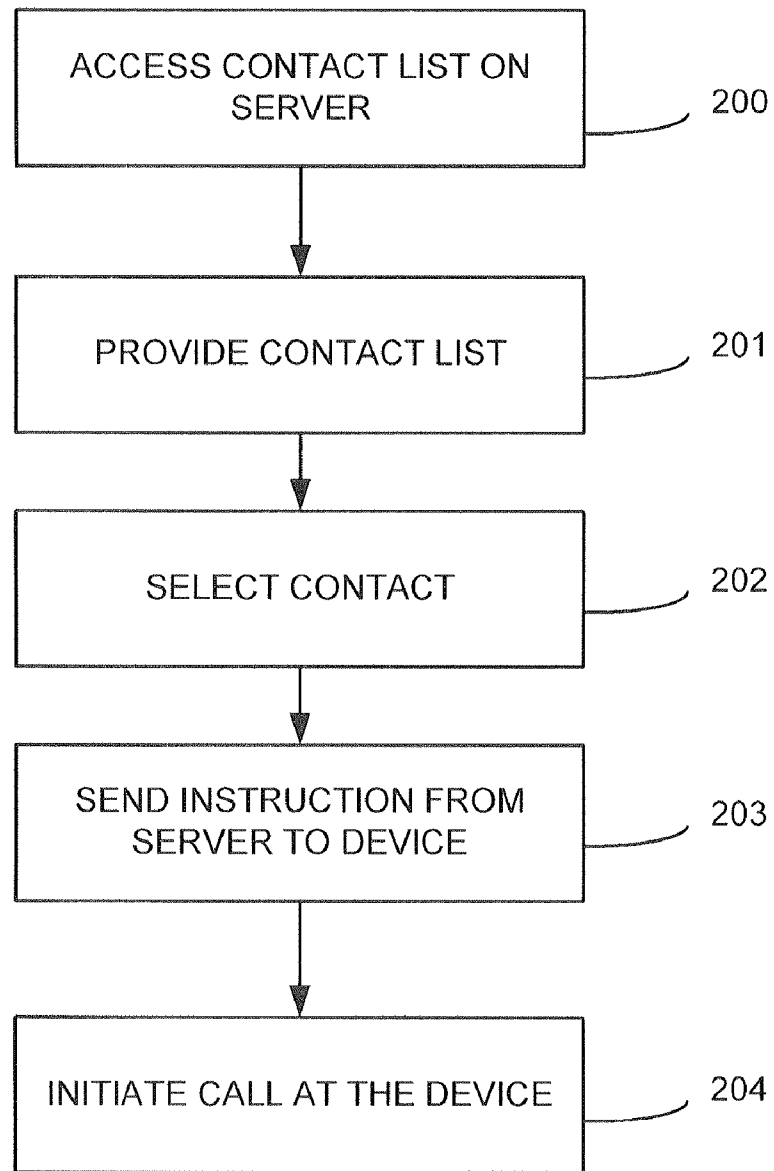 ACCESS CONTACT LIST ON
SERVER
200
PROVIDE CONTACT LIST
201
SELECT CONTACT
202
SEND INSTRUCTION FROM
SERVER TO DEVICE
203
INITIATE CALL AT THE DEVICE
204